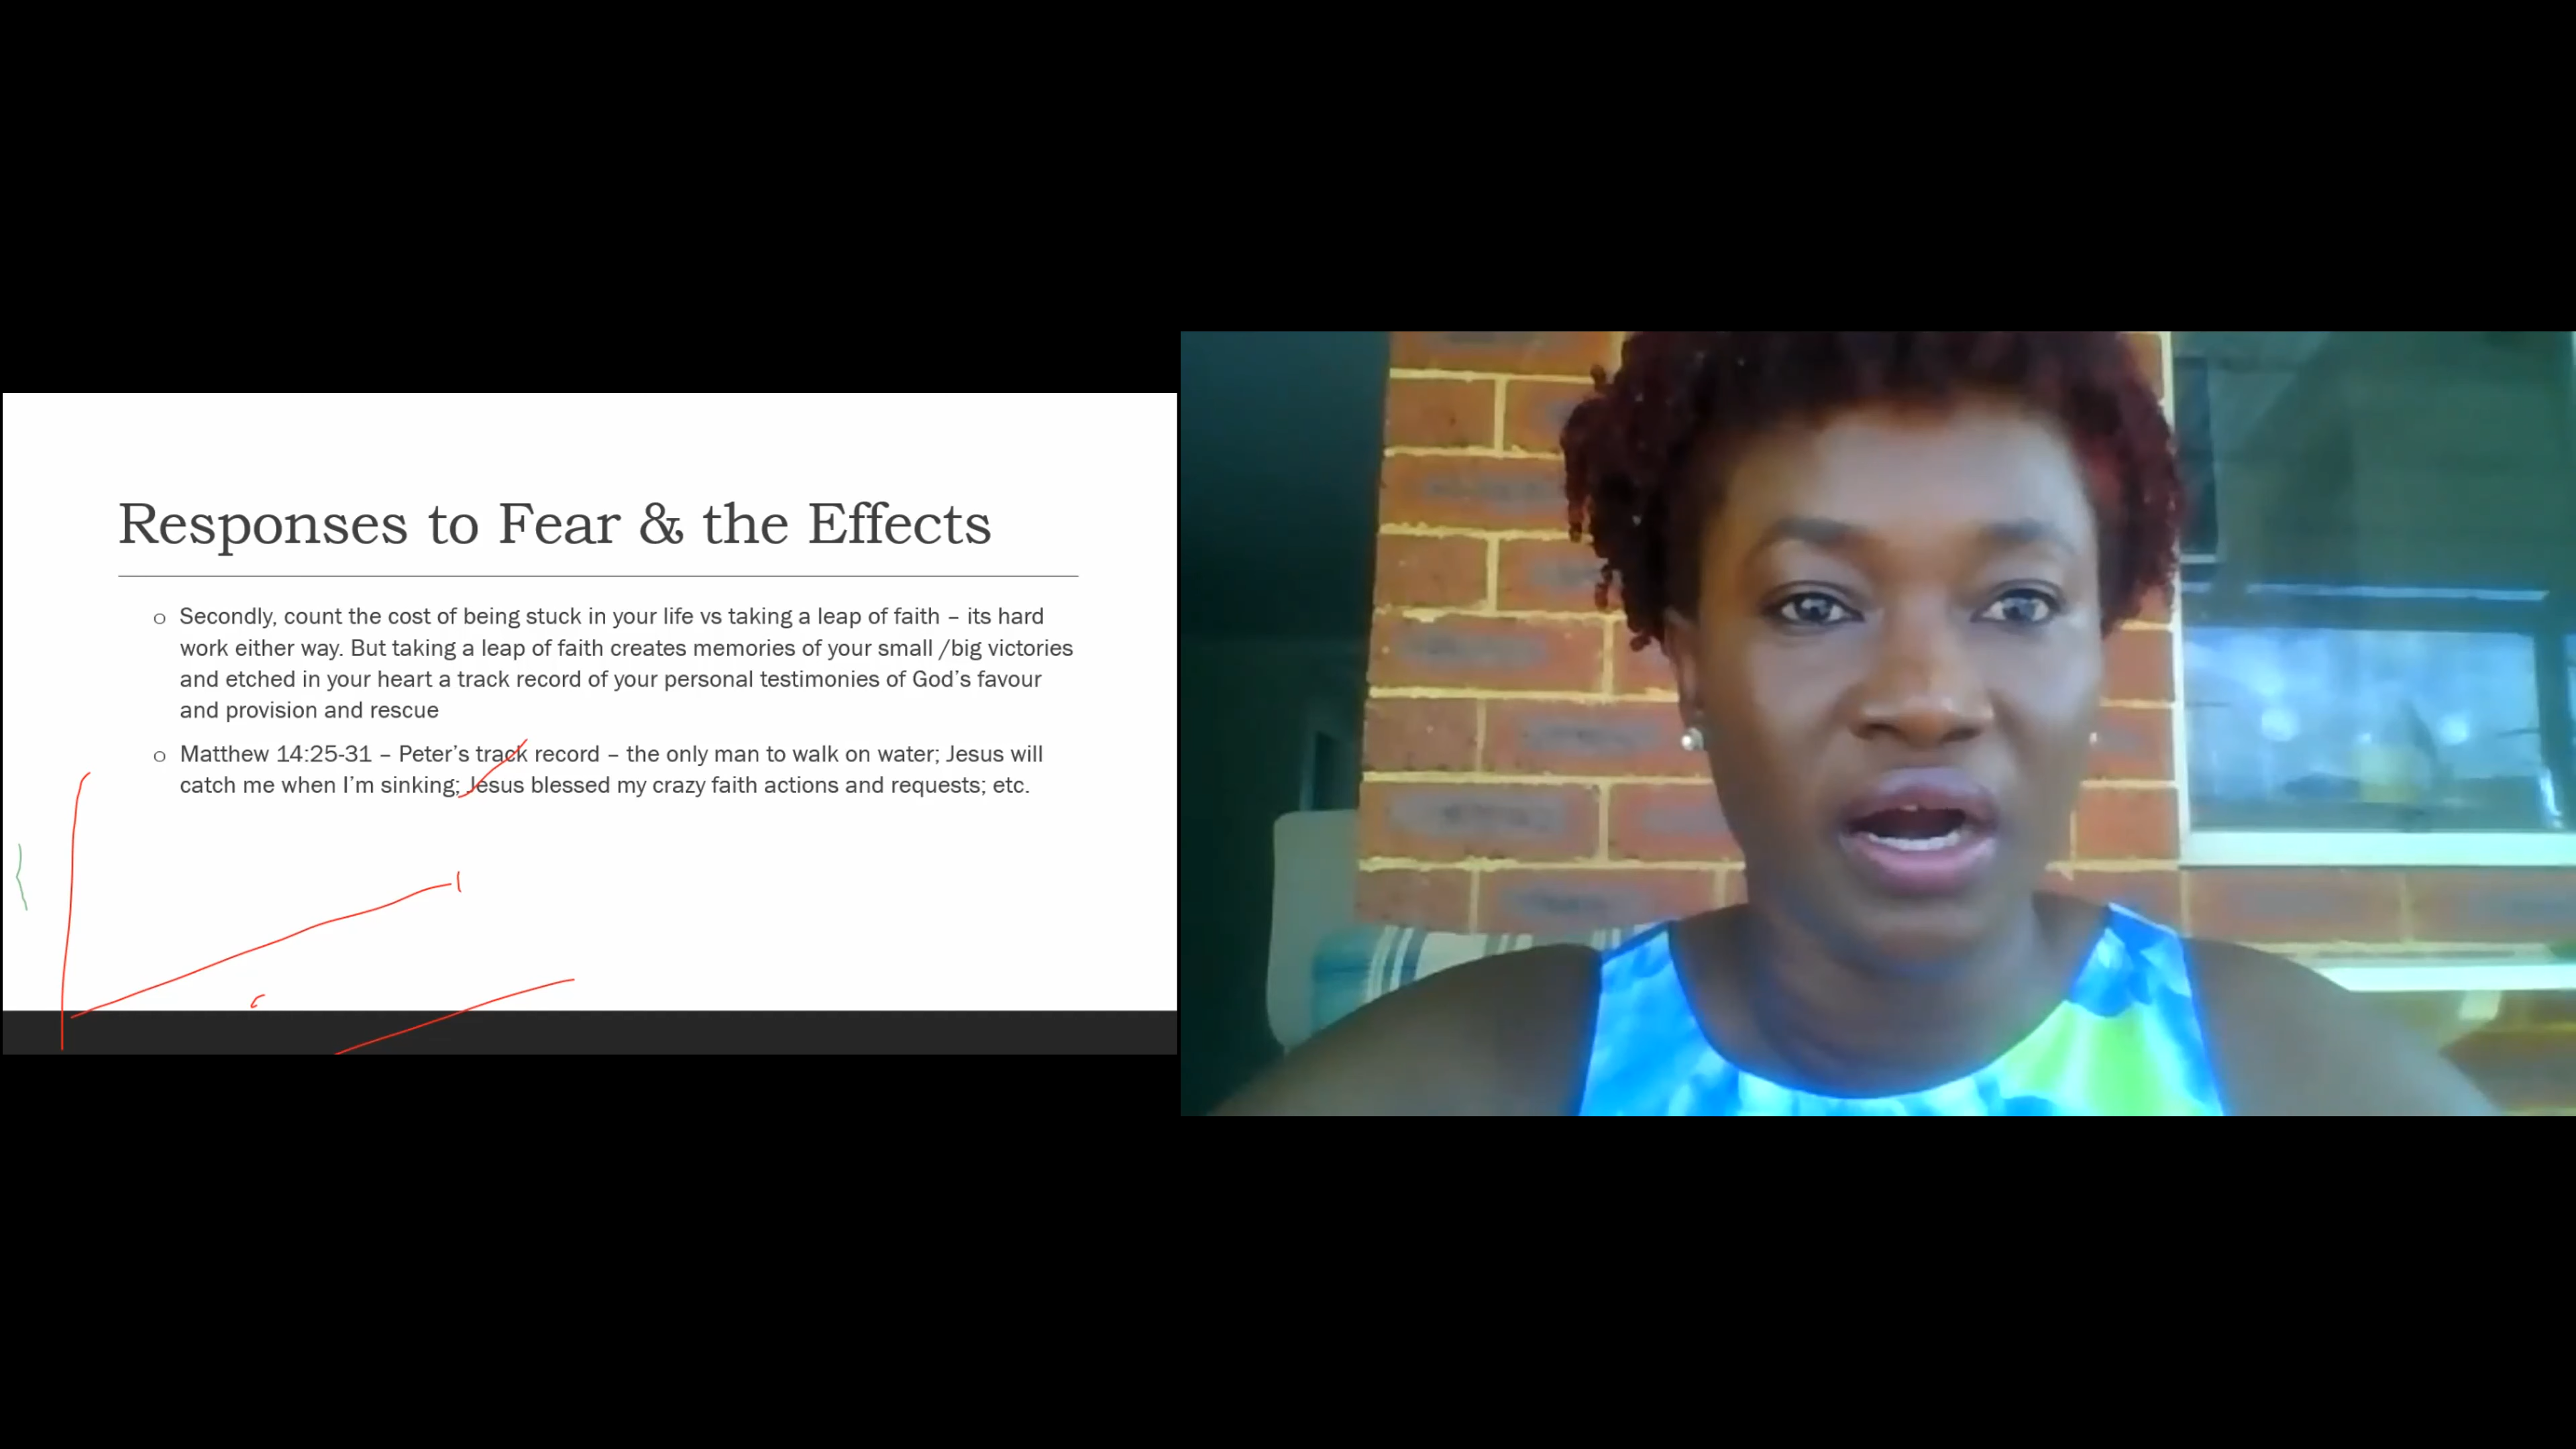 Responses to Fear & the Effects
o Secondly, count the cost of being stuck in your life vs taking a leap of faith – its hard
work either way. But taking a leap of faith creates memories of your small /big victories
and etched in your heart a track record of your personal testimonies of God’s favour
and provision and rescue
o Matthew 14:25-31 – Peter’s track record – the only man to walk on water; Jesus will
catch me when I’m sinking; Jesus blessed my crazy faith actions and requests; etc.